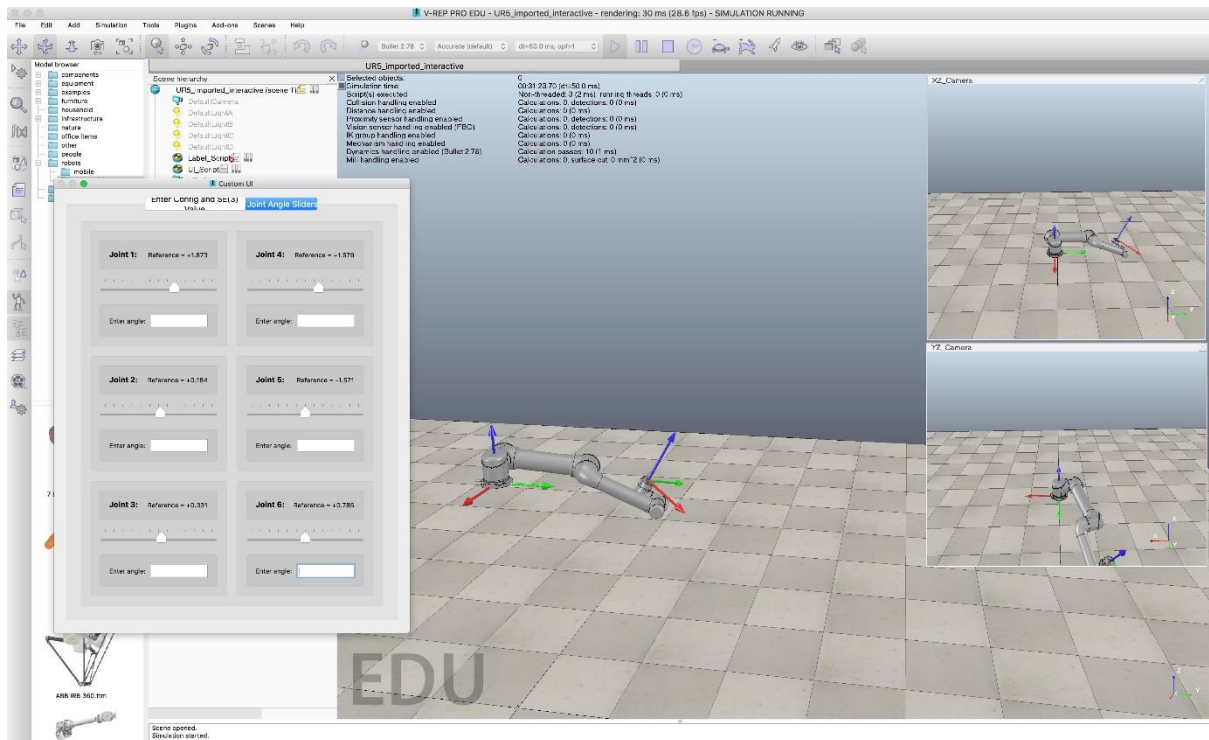 V-REP PRO EDU - UR5_imported_interactive - rendering: 30 ms (28.6 fps) - SIMULATION RUNNING
File Edit Add Simulation Tools Plugins Add-ons Scenes Help
Bullet 2.78 Accurate (default) dt=50.0 ms, ppf=1
UR5_imported_interactive
Model browser
components
equipment
examples
furniture
household
infrastructure
nature
office items
other
people
robots
mobile
Scene hierarchy
UR5_imported_interactive (scene 1)
DefaultCamera
DefaultLightA
DefaultLightB
DefaultLightC
DefaultLightD
Label_Script
UI_Script
Selected objects: 0
Simulation time: 00:31:23.70 (dt=50.0 ms)
Script(s) executed Non-threaded: 3 (2 ms), running threads: 0 (0 ms)
Collision handling enabled Calculations: 0, detections: 0 (0 ms)
Distance handling enabled Calculations: 0 (0 ms)
Proximity sensor handling enabled Calculations: 0, detections: 0 (0 ms)
Vision sensor handling enabled (FBO) Calculations: 0, detections: 0 (0 ms)
IK group handling enabled Calculations: 0 (0 ms)
Mechanism handling enabled Calculations: 0 (0 ms)
Dynamics handling enabled (Bullet 2.78) Calculation passes: 10 (1 ms)
Mill handling enabled Calculations: 0, surface cut: 0 mm^2 (0 ms)
XZ_Camera
YZ_Camera
Custom UI
Enter Config and SE(3) Value
Joint Angle Sliders
Joint 1: Reference = +1.873
Enter angle:
Joint 4: Reference = +1.579
Enter angle:
Joint 2: Reference = +0.184
Enter angle:
Joint 5: Reference = -1.571
Enter angle:
Joint 3: Reference = +0.331
Enter angle:
Joint 6: Reference = +0.785
Enter angle:
ABB IRB 360.ttm
EDU
Scene opened.
Simulation started.